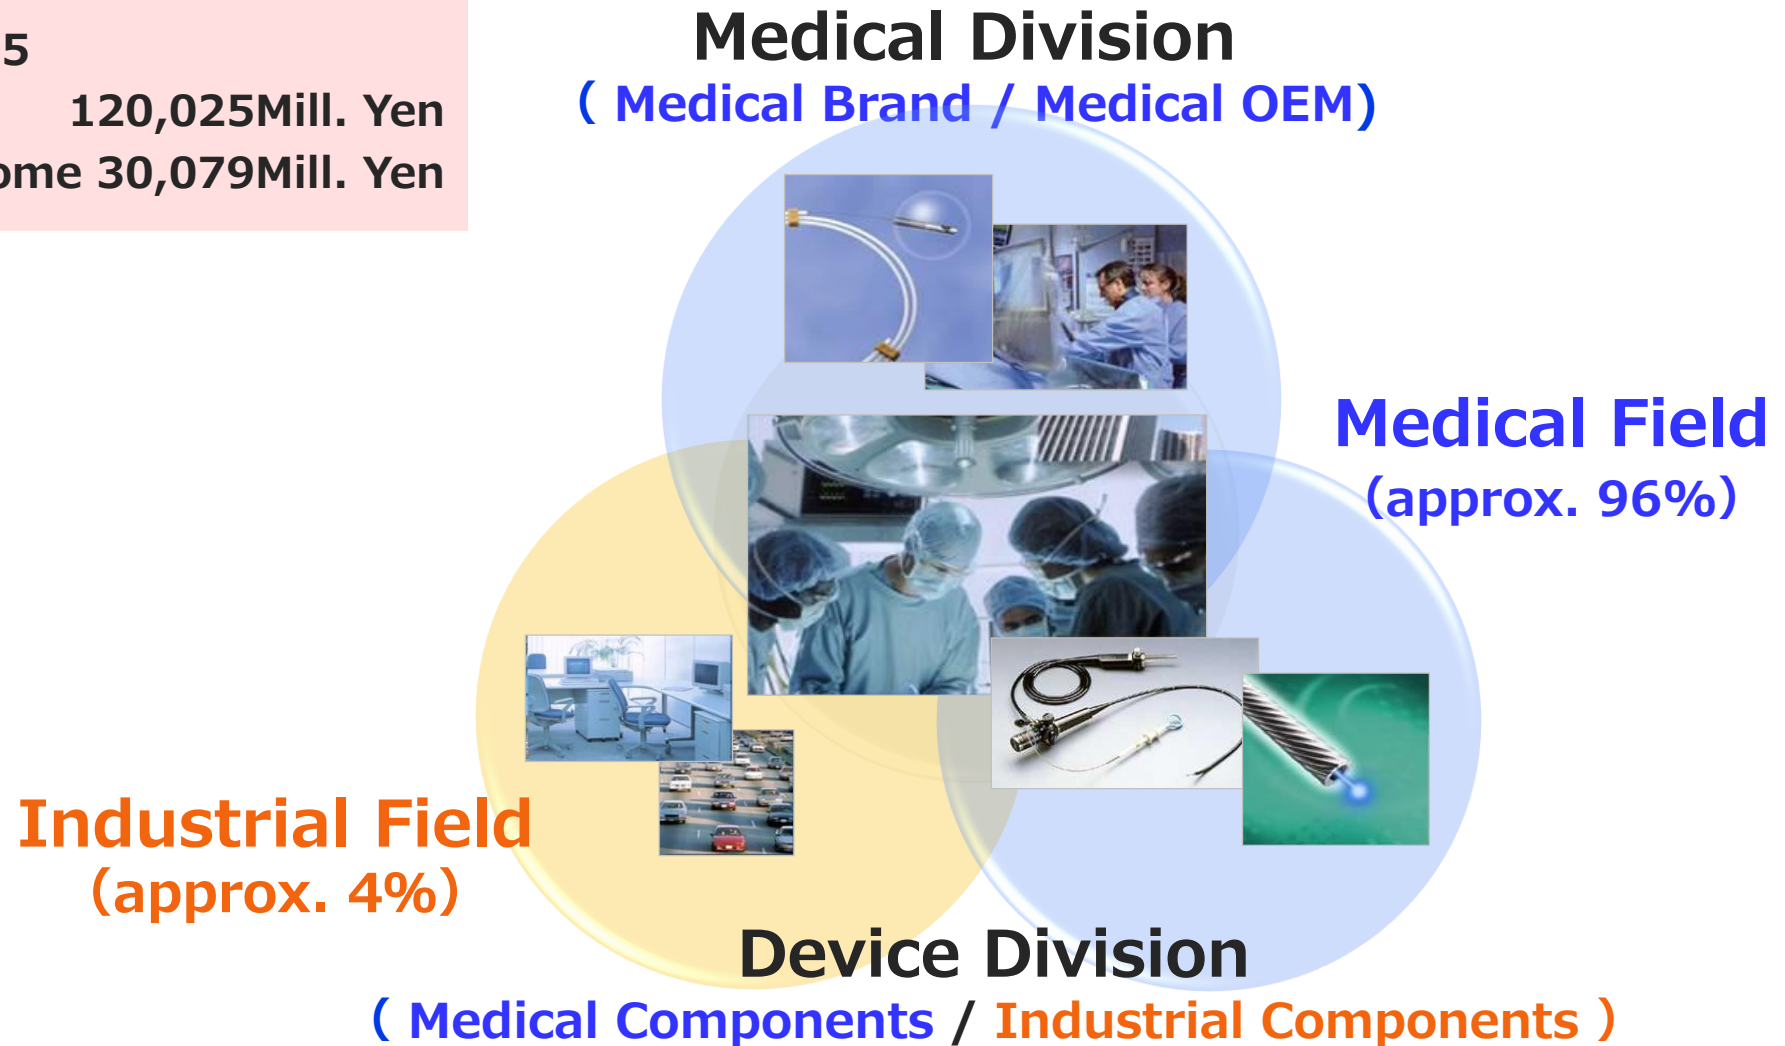 5
120,025Mill. Yen
30,079Mill. Yen
Medical Division
( Medical Brand / Medical OEM)
Medical Field
（approx. 96%）
Industrial Field
（approx. 4%）
Device Division
( Medical Components / Industrial Components )